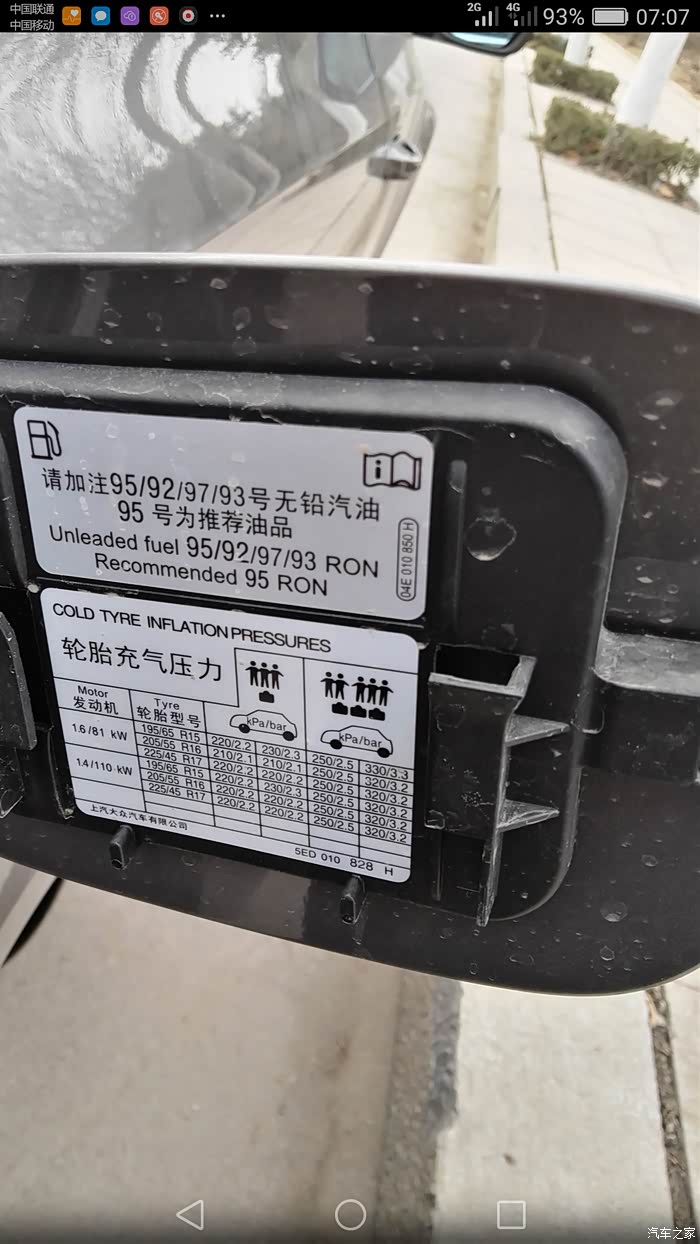 中国联通
中国移动
2G 4G 93% 07:07
请加注95/92/97/93号无铅汽油
95 号为推荐油品
Unleaded fuel 95/92/97/93 RON
Recommended 95 RON
04E 010 850 H
COLD TYRE INFLATION PRESSURES
轮胎充气压力
Motor
发动机
Tyre
轮胎型号
kPa/bar
kPa/bar
1.6/81 kW
195/65 R15 220/2.2 230/2.3 250/2.5 330/3.3
205/55 R16 210/2.1 210/2.1 250/2.5 320/3.2
225/45 R17 220/2.2 220/2.2 250/2.5 320/3.2
1.4/110 kW
195/65 R15 220/2.2 230/2.3 250/2.5 320/3.2
205/55 R16 220/2.2 220/2.2 250/2.5 320/3.2
225/45 R17 220/2.2 220/2.2 250/2.5 320/3.2
上汽大众汽车有限公司
5ED 010 828 H
汽车之家